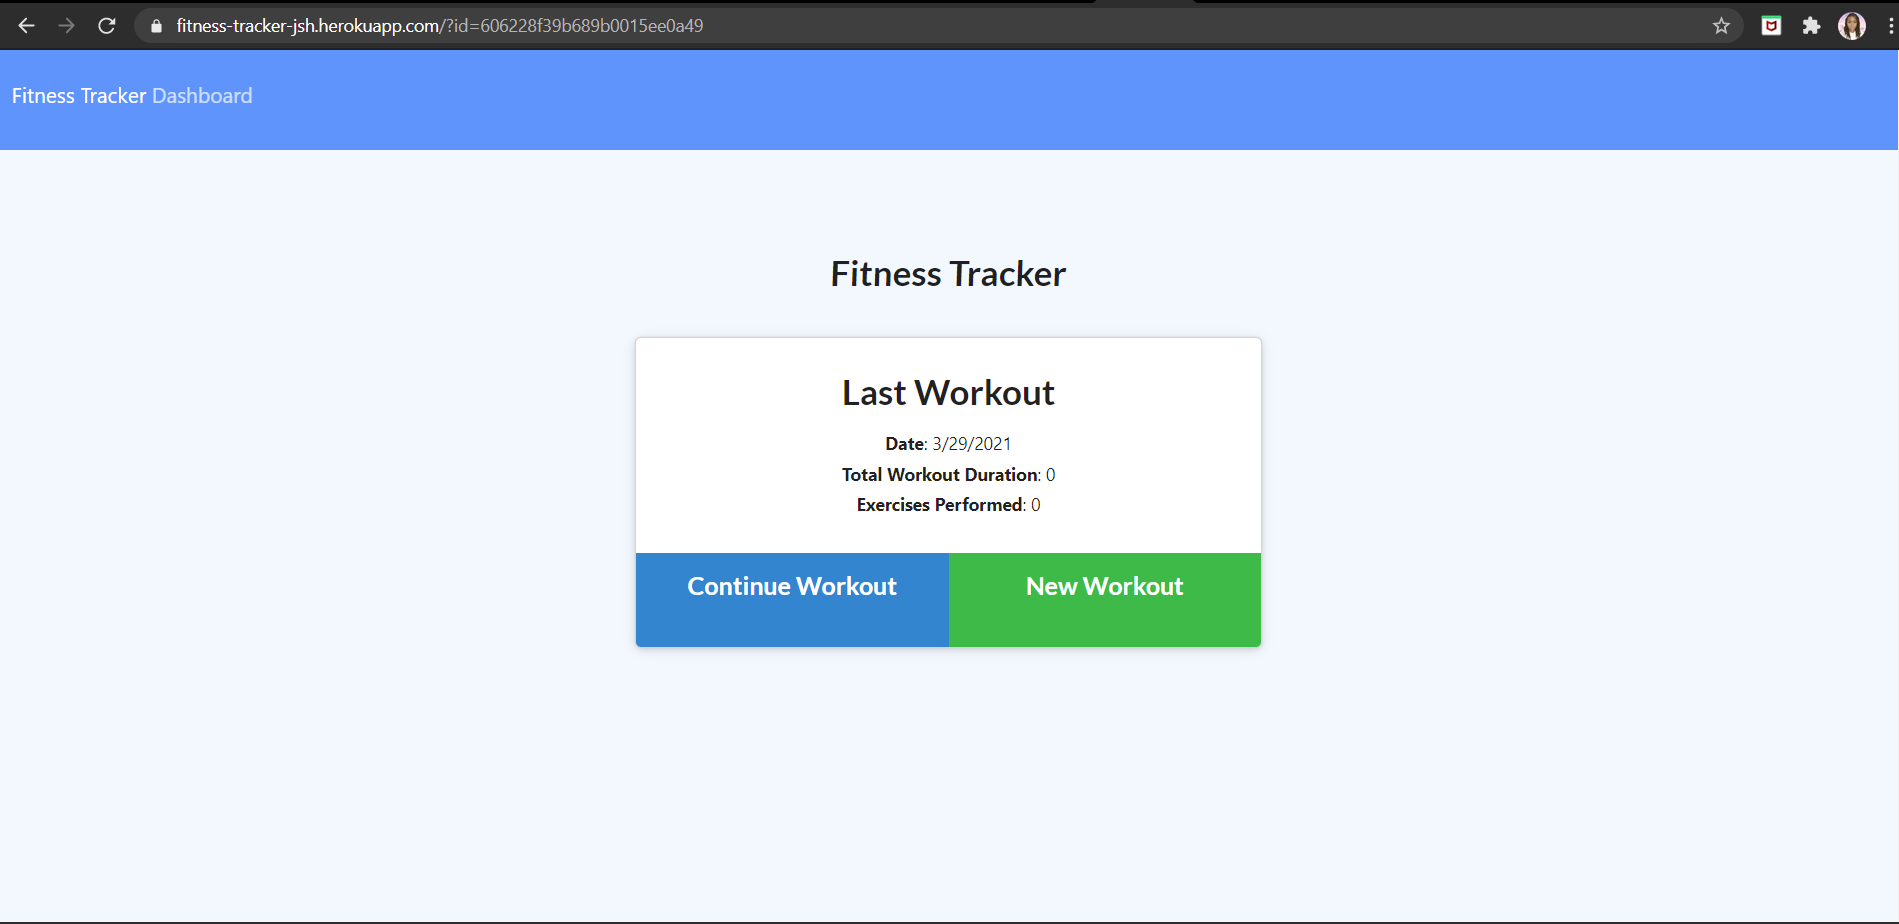 fitness-tracker-jsh.herokuapp.com/?id=606228f39b689b0015ee0a49
Fitness Tracker Dashboard
Fitness Tracker
Last Workout
Date: 3/29/2021
Total Workout Duration: 0
Exercises Performed: 0
Continue Workout New Workout